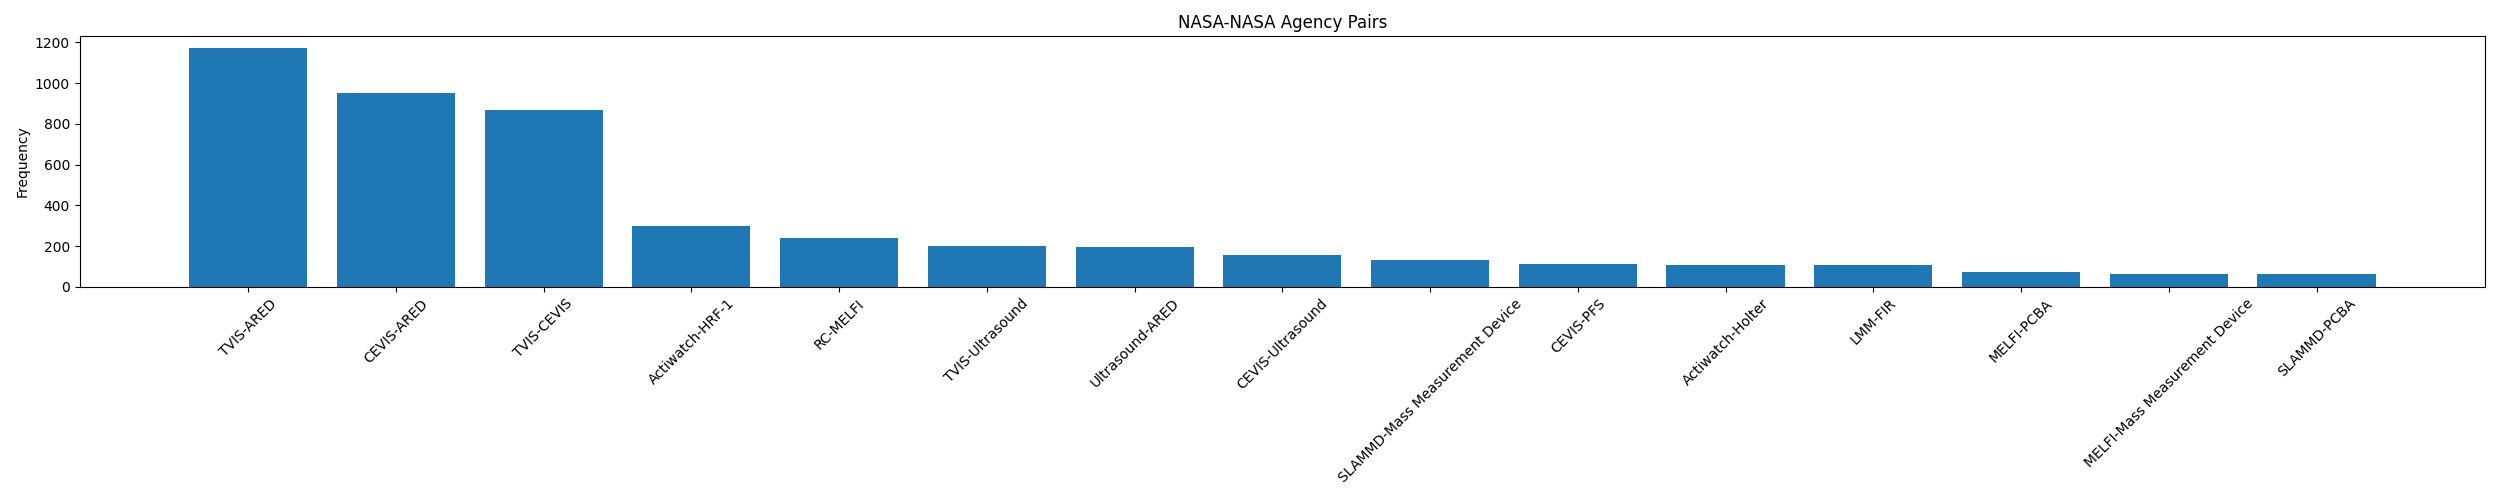 NASA-NASA Agency Pairs
Frequency
1200
1000
800
600
400
200
0
TVIS-ARED
CEVIS-ARED
TVIS-CEVIS
Actiwatch-HRF-1
RC-MELFI
TVIS-Ultrasound
Ultrasound-ARED
CEVIS-Ultrasound
SLAMMD-Mass Measurement Device
CEVIS-PFS
Actiwatch-Holter
LMM-FIR
MELFI-PCBA
MELFI-Mass Measurement Device
SLAMMD-PCBA